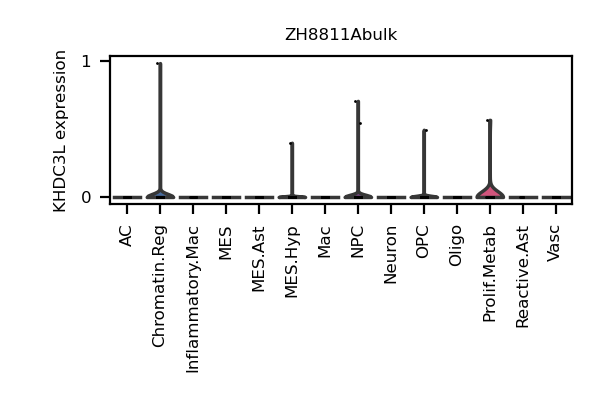 ZH8811Abulk
KHDC3L expression
1
0
AC
Chromatin.Reg
Inflammatory.Mac
MES
MES.Ast
MES.Hyp
Mac
NPC
Neuron
OPC
Oligo
Prolif.Metab
Reactive.Ast
Vasc